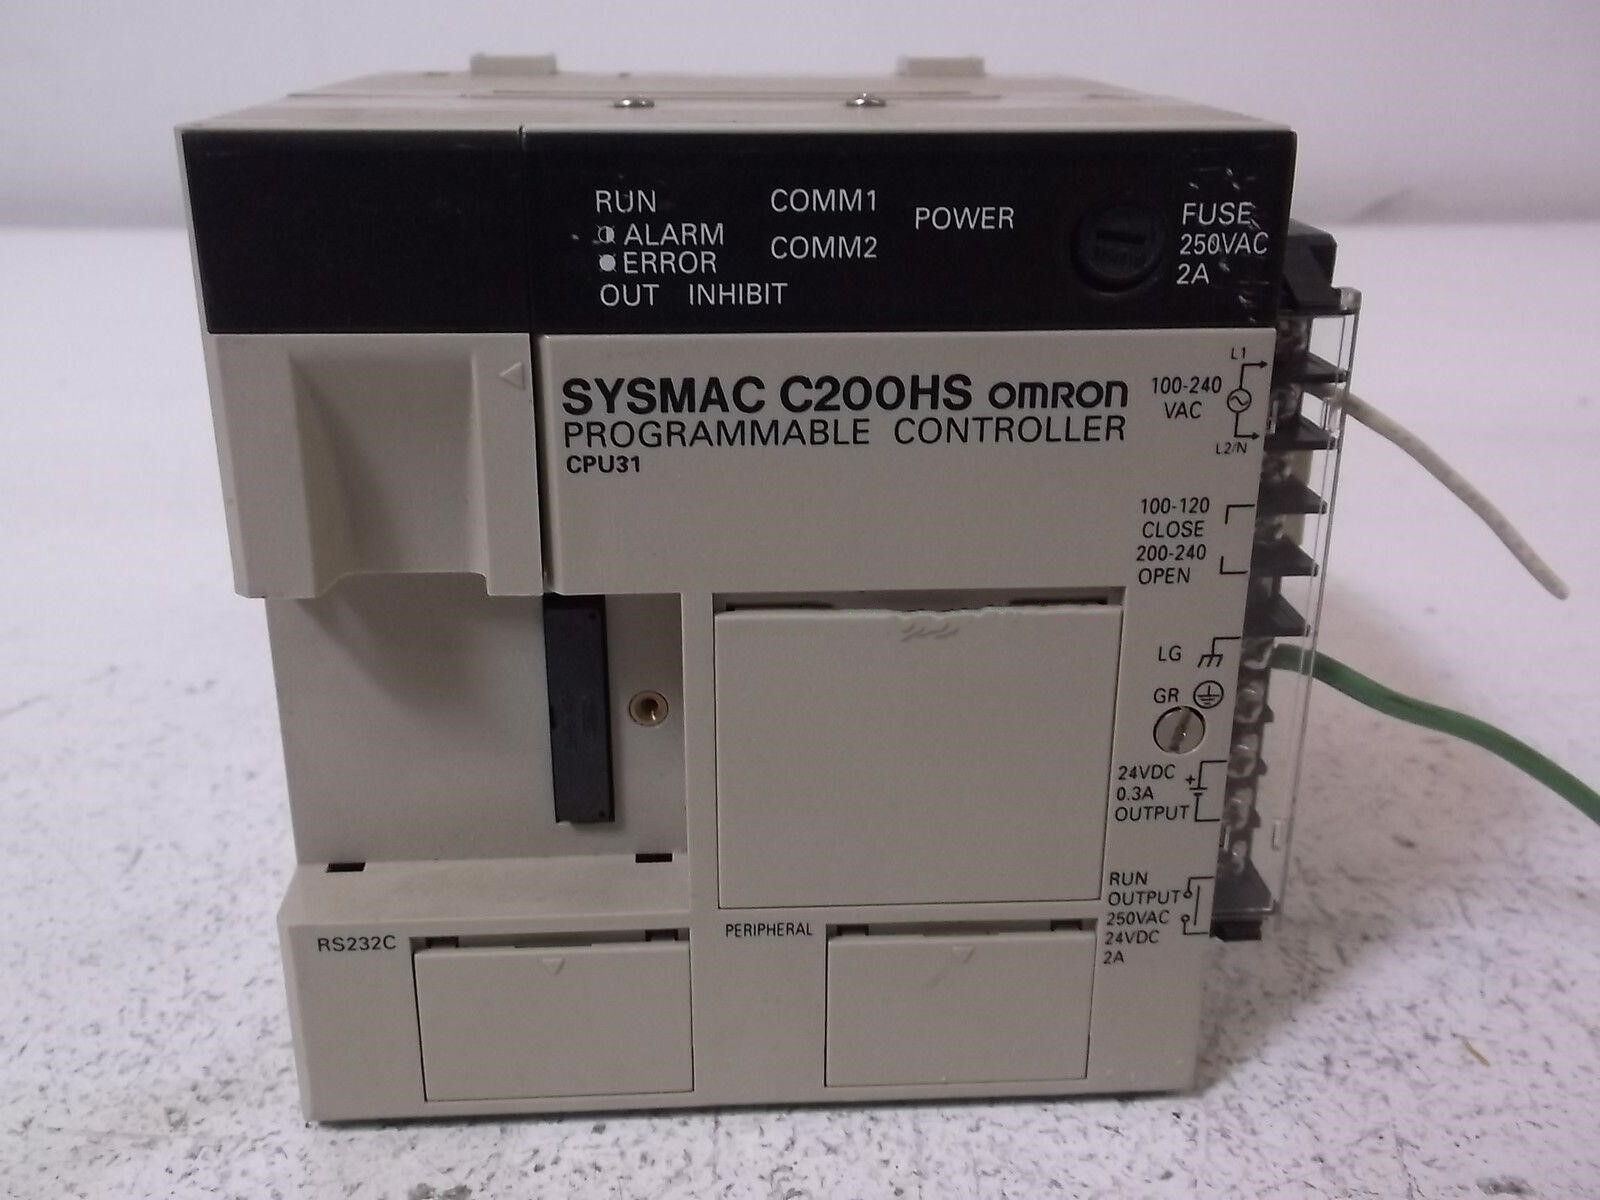 RUN
ALARM
ERROR
OUT INHIBIT
COMM1
COMM2
POWER
FUSE
250VAC
2A
SYSMAC C200HS omron
PROGRAMMABLE CONTROLLER
CPU31
L1
100-240
VAC
L2/N
100-120
CLOSE
200-240
OPEN
LG
GR
24VDC
0.3A
OUTPUT
+
RUN
OUTPUT
250VAC
24VDC
2A
RS232C
PERIPHERAL